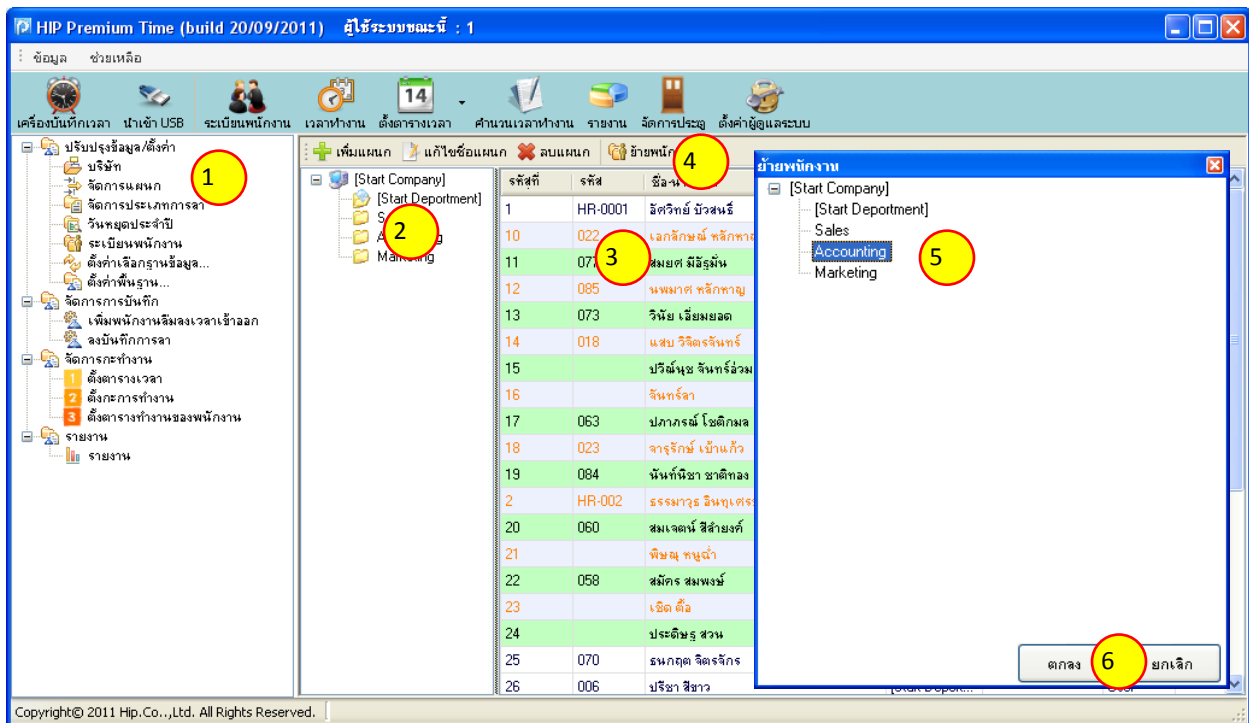 HIP Premium Time (build 20/09/2011) ผู้ใช้ระบบขณะนี้ : 1
ข้อมูล ช่วยเหลือ
เครื่องบันทึกเวลา นำเข้า USB ระเบียนพนักงาน เวลาทำงาน ตั้งตารางเวลา คำนวนเวลาทำงาน รายงาน จัดการประตู ตั้งค่าผู้ดูแลระบบ
14
ปรับปรุงข้อมูล/ตั้งค่า
บริษัท
จัดการแผนก
จัดการประเภทการลา
วันหยุดประจำปี
ระเบียนพนักงาน
ตั้งค่าเลือกฐานข้อมูล...
ตั้งค่าพื้นฐาน...
จัดการการบันทึก
เพิ่มพนักงานลืมลงเวลาเข้าออก
ลงบันทึกการลา
จัดการกะทำงาน
1 ตั้งตารางเวลา
2 ตั้งกะการทำงาน
3 ตั้งตารางทำงานของพนักงาน
รายงาน
รายงาน
1
เพิ่มแผนก แก้ไขชื่อแผนก ลบแผนก
4
[Start Company]
[Start Deportment]
2
รหัสที่ รหัส
1 HR-0001 อิศวิทย์ บัวสนธิ์
10 022
11 สมยศ มีอิฐมั่น
3
12 085 นพมาศ หลักหาญ
13 073 วินัย เอี่ยมยอด
14 018 แสบ วิจิตรจันทร์
15 ปวีณ์นุช จันทร์อ่วม
16 จันทร์ลา
17 063 ปภาภรณ์ โชติกมล
18 023 จารุรักษ์ เบ้าแก้ว
19 084 นันท์นิชา ชาติทอง
2 HR-002
20 060 สมเจตน์ สีลำยงค์
21 พิษณุ หนูฉ่ำ
22 058 สมัคร สมพงษ์
23 เชิด ดื้อ
24 ประดิษฐ สวน
25 070 ธนกฤต จิตรจักร
26 006 ปรีชา สีขาว
ย้ายพนักงาน
[Start Company]
[Start Deportment]
Sales
Accounting
Marketing
5
ตกลง 6 ยกเลิก
Copyright© 2011 Hip.Co..,Ltd. All Rights Reserved.